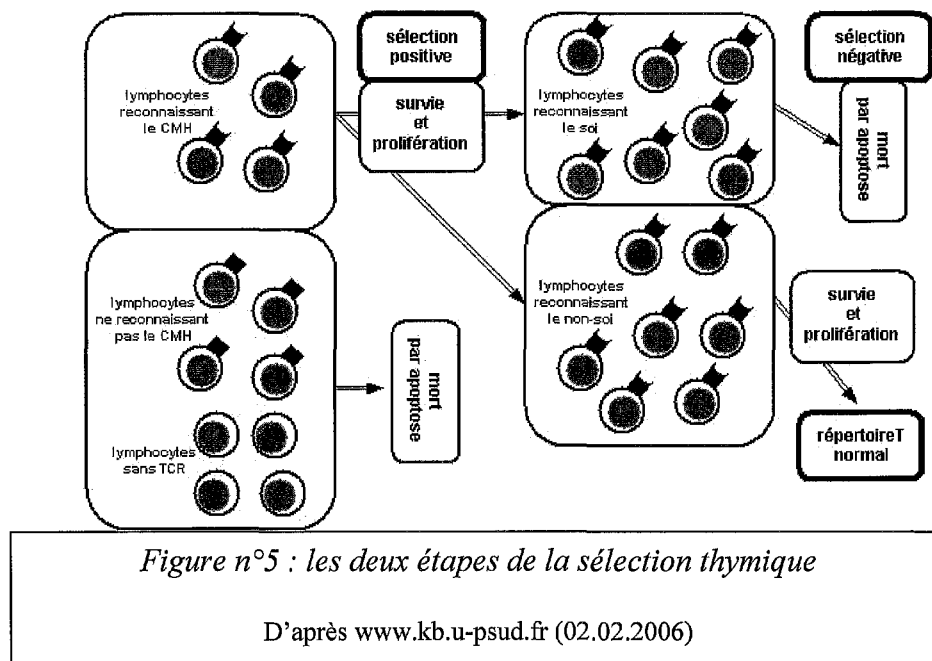 lymphocytes
reconnaissant
le CMH
sélection
positive
survie
et
prolifération
lymphocytes
reconnaissant
le soi
sélection
négative
mort
par apoptose
lymphocytes
ne reconnaissant
pas le CMH
lymphocytes
sans TCR
mort
par apoptose
lymphocytes
reconnaissant
le non-soi
survie
et
prolifération
répertoireT
normal
Figure n°5 : les deux étapes de la sélection thymique
D'après www.kb.u-psud.fr (02.02.2006)